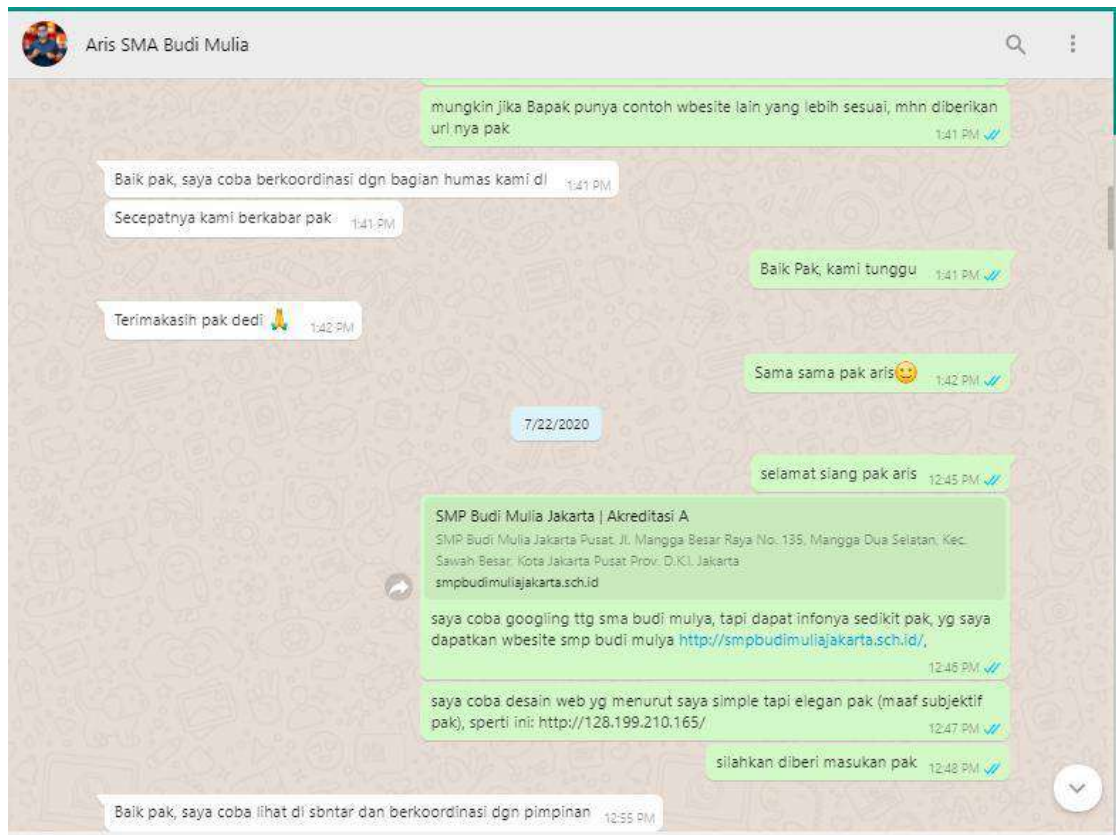 Aris SMA Budi Mulia
mungkin jika Bapak punya contoh wbesite lain yang lebih sesuai, mhn diberikan
url nya pak
1:41 PM
Baik pak, saya coba berkoordinasi dgn bagian humas kami dl 1:41 PM
Secepatnya kami berkabar pak 1:41 PM
Baik Pak, kami tunggu 1:41 PM
Terimakasih pak dedi 🙏 1:42 PM
Sama sama pak aris🙂 1:42 PM
7/22/2020
selamat siang pak aris 12:45 PM
SMP Budi Mulia Jakarta | Akreditasi A
SMP Budi Mulia Jakarta Pusat. Jl. Mangga Besar Raya No. 135, Mangga Dua Selatan, Kec.
Sawah Besar, Kota Jakarta Pusat Prov. D.K.I. Jakarta
smpbudimuliajakarta.sch.id
saya coba googling ttg sma budi mulya, tapi dapat infonya sedikit pak, yg saya
dapatkan wbesite smp budi mulya http://smpbudimuliajakarta.sch.id/,
12:46 PM
saya coba desain web yg menurut saya simple tapi elegan pak (maaf subjektif
pak), sperti ini: http://128.199.210.165/
12:47 PM
silahkan diberi masukan pak 12:48 PM
Baik pak, saya coba lihat dl sbntar dan berkoordinasi dgn pimpinan 12:55 PM